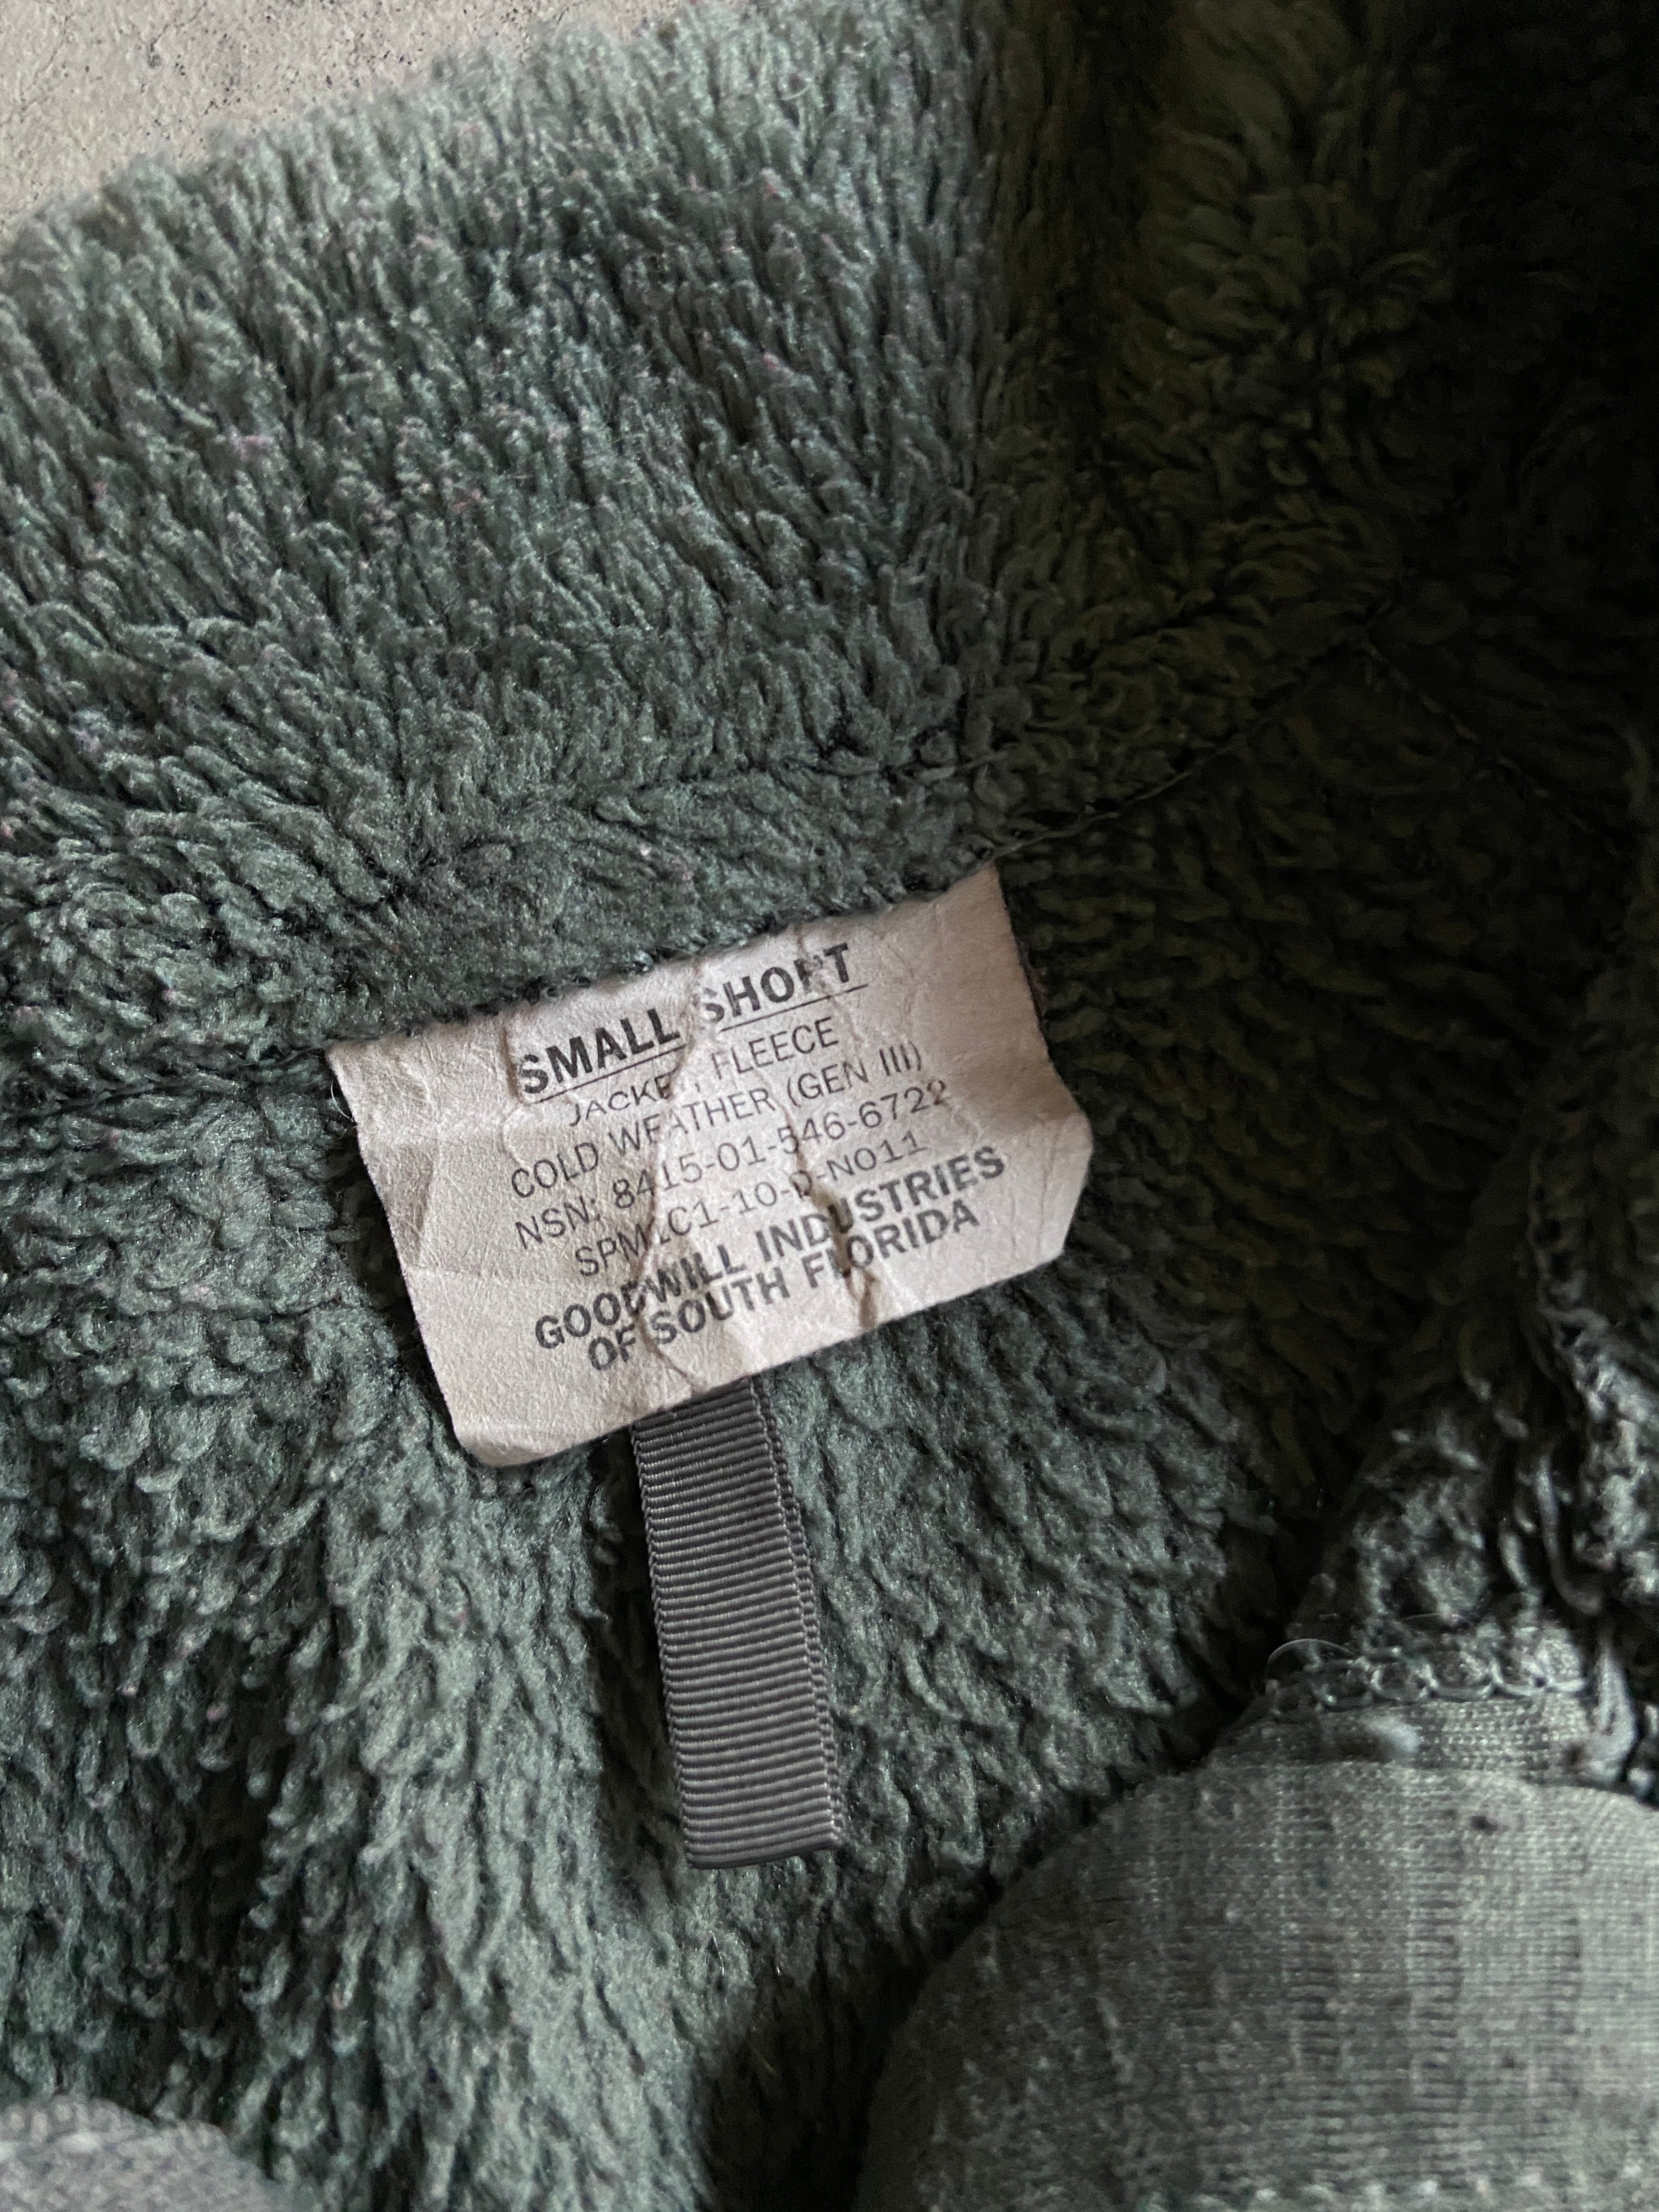 SMALL SHORT
JACKET, FLEECE
COLD WEATHER (GEN III)
NSN: 8415-01-546-6722
SPM1C1-10-D-N011
GOODWILL INDUSTRIES
OF SOUTH FLORIDA